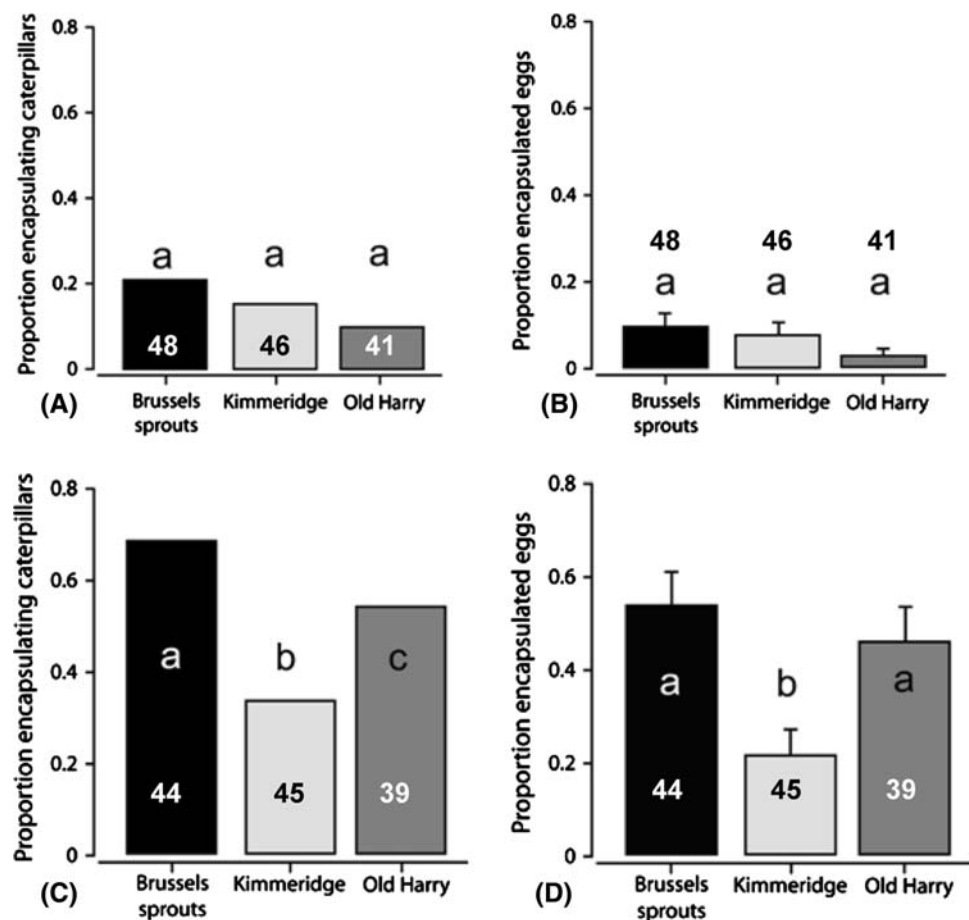 Proportion encapsulating caterpillars
0.8
0.6
0.4
0.2
0
a
a
a
48
46
41
Brussels
sprouts
Kimmeridge
Old Harry
(A)
Proportion encapsulated eggs
0.8
0.6
0.4
0.2
0
48
46
41
a
a
a
Brussels
sprouts
Kimmeridge
Old Harry
(B)
Proportion encapsulating caterpillars
0.8
0.6
0.4
0.2
0
a
b
c
44
45
39
Brussels
sprouts
Kimmeridge
Old Harry
(C)
Proportion encapsulated eggs
0.8
0.6
0.4
0.2
0
a
b
a
44
45
39
Brussels
sprouts
Kimmeridge
Old Harry
(D)